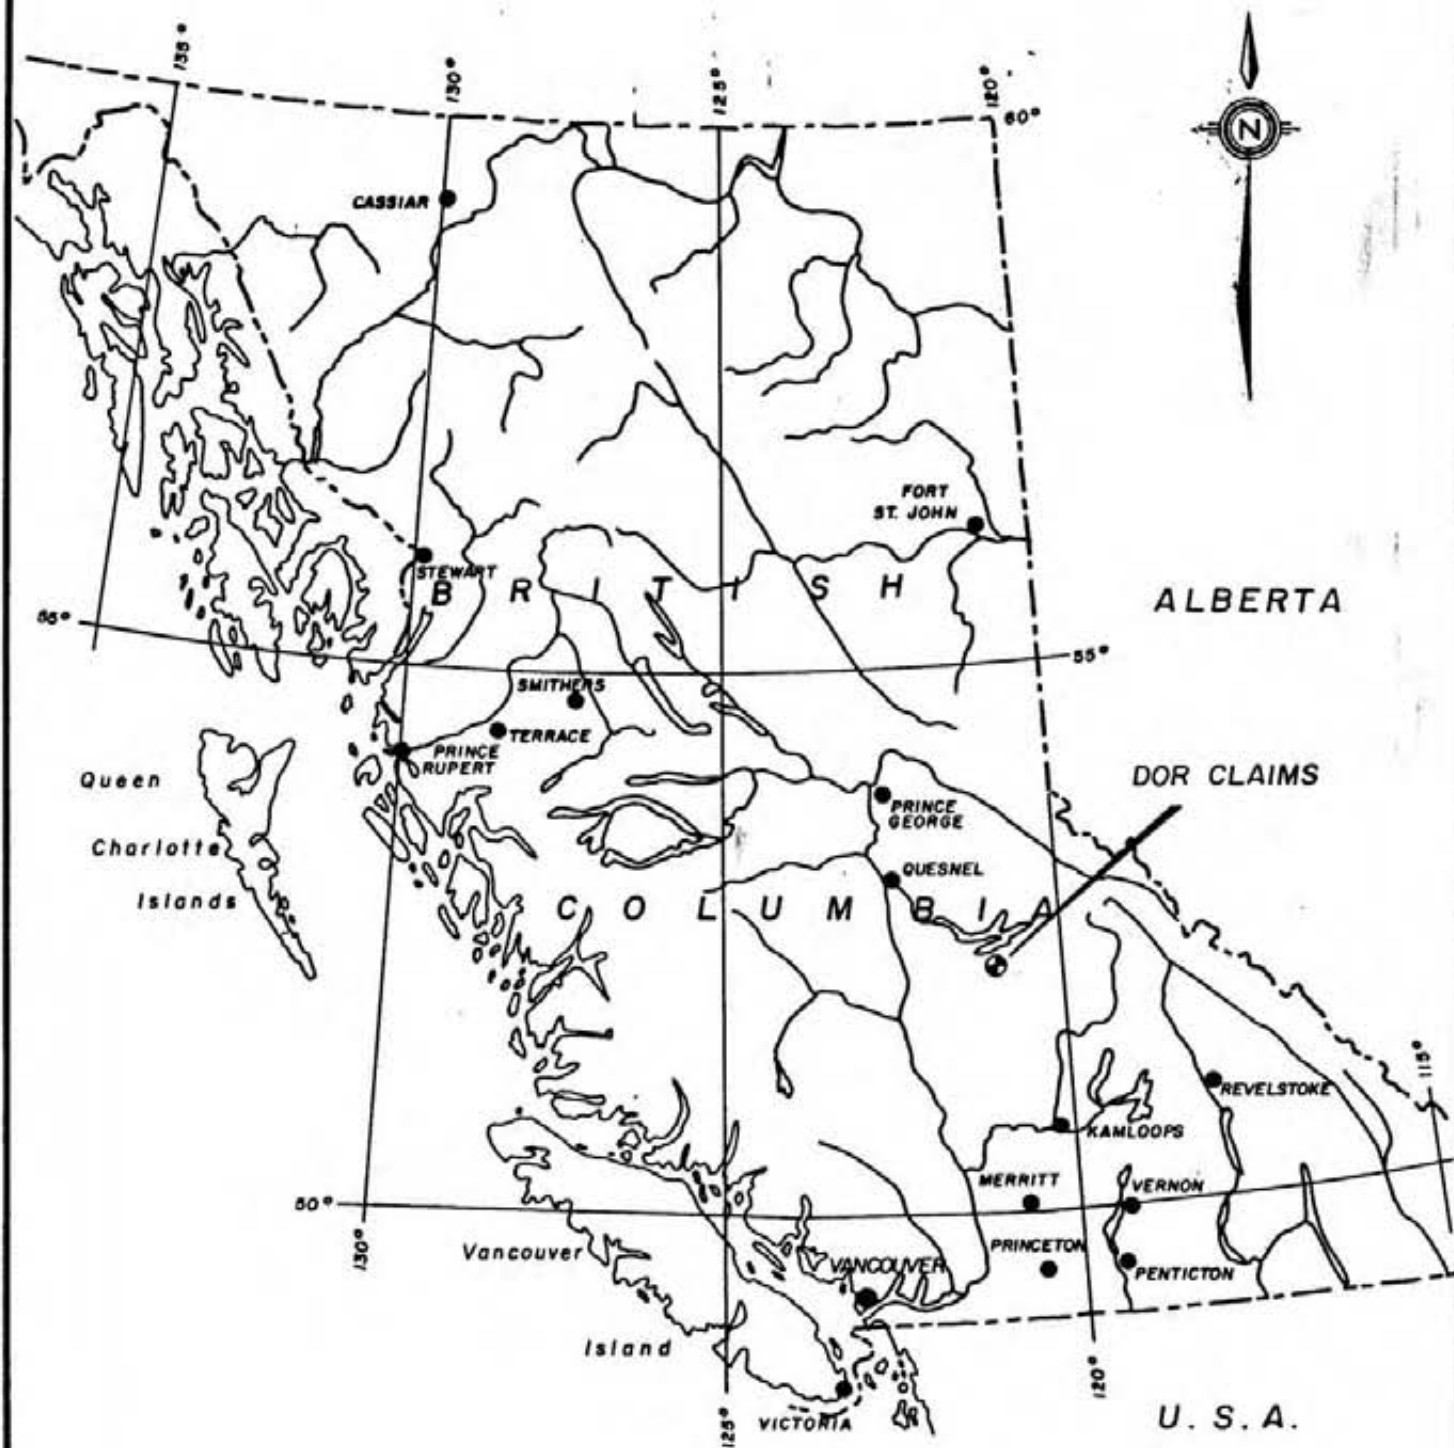 135°
130°
125°
120°
60°
N
CASSIAR
FORT
ST. JOHN
STEWART
BRITISH
ALBERTA
55°
55°
SMITHERS
TERRACE
PRINCE
RUPERT
Queen
Charlotte
Islands
DOR CLAIMS
PRINCE
GEORGE
QUESNEL
COLUMBIA
115°
REVELSTOKE
KAMLOOPS
MERRITT
VERNON
50°
130°
Vancouver
Island
VANCOUVER
PRINCETON
PENTICTON
120°
VICTORIA
125°
U.S.A.